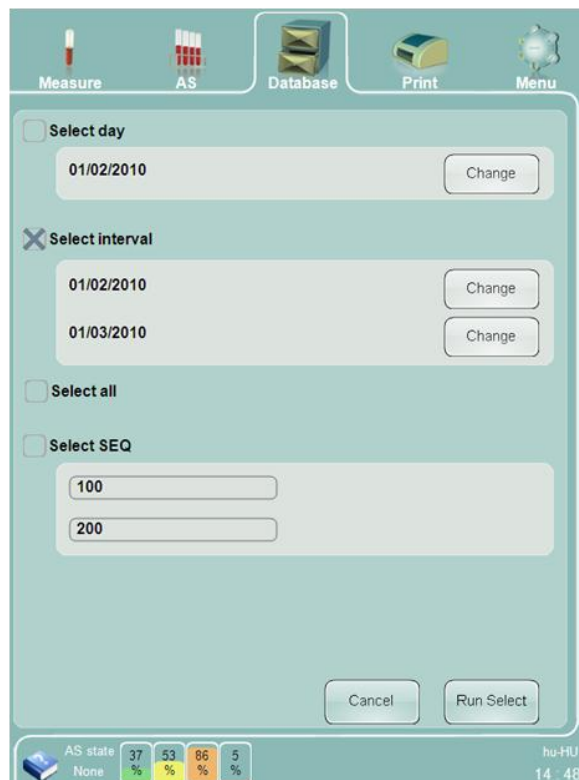 Measure AS Database Print Menu
Select day
01/02/2010 Change
Select interval
01/02/2010 Change
01/03/2010 Change
Select all
Select SEQ
100
200
Cancel Run Select
AS state 37 53 86 5 hu-HU
None % % % % 14 : 48